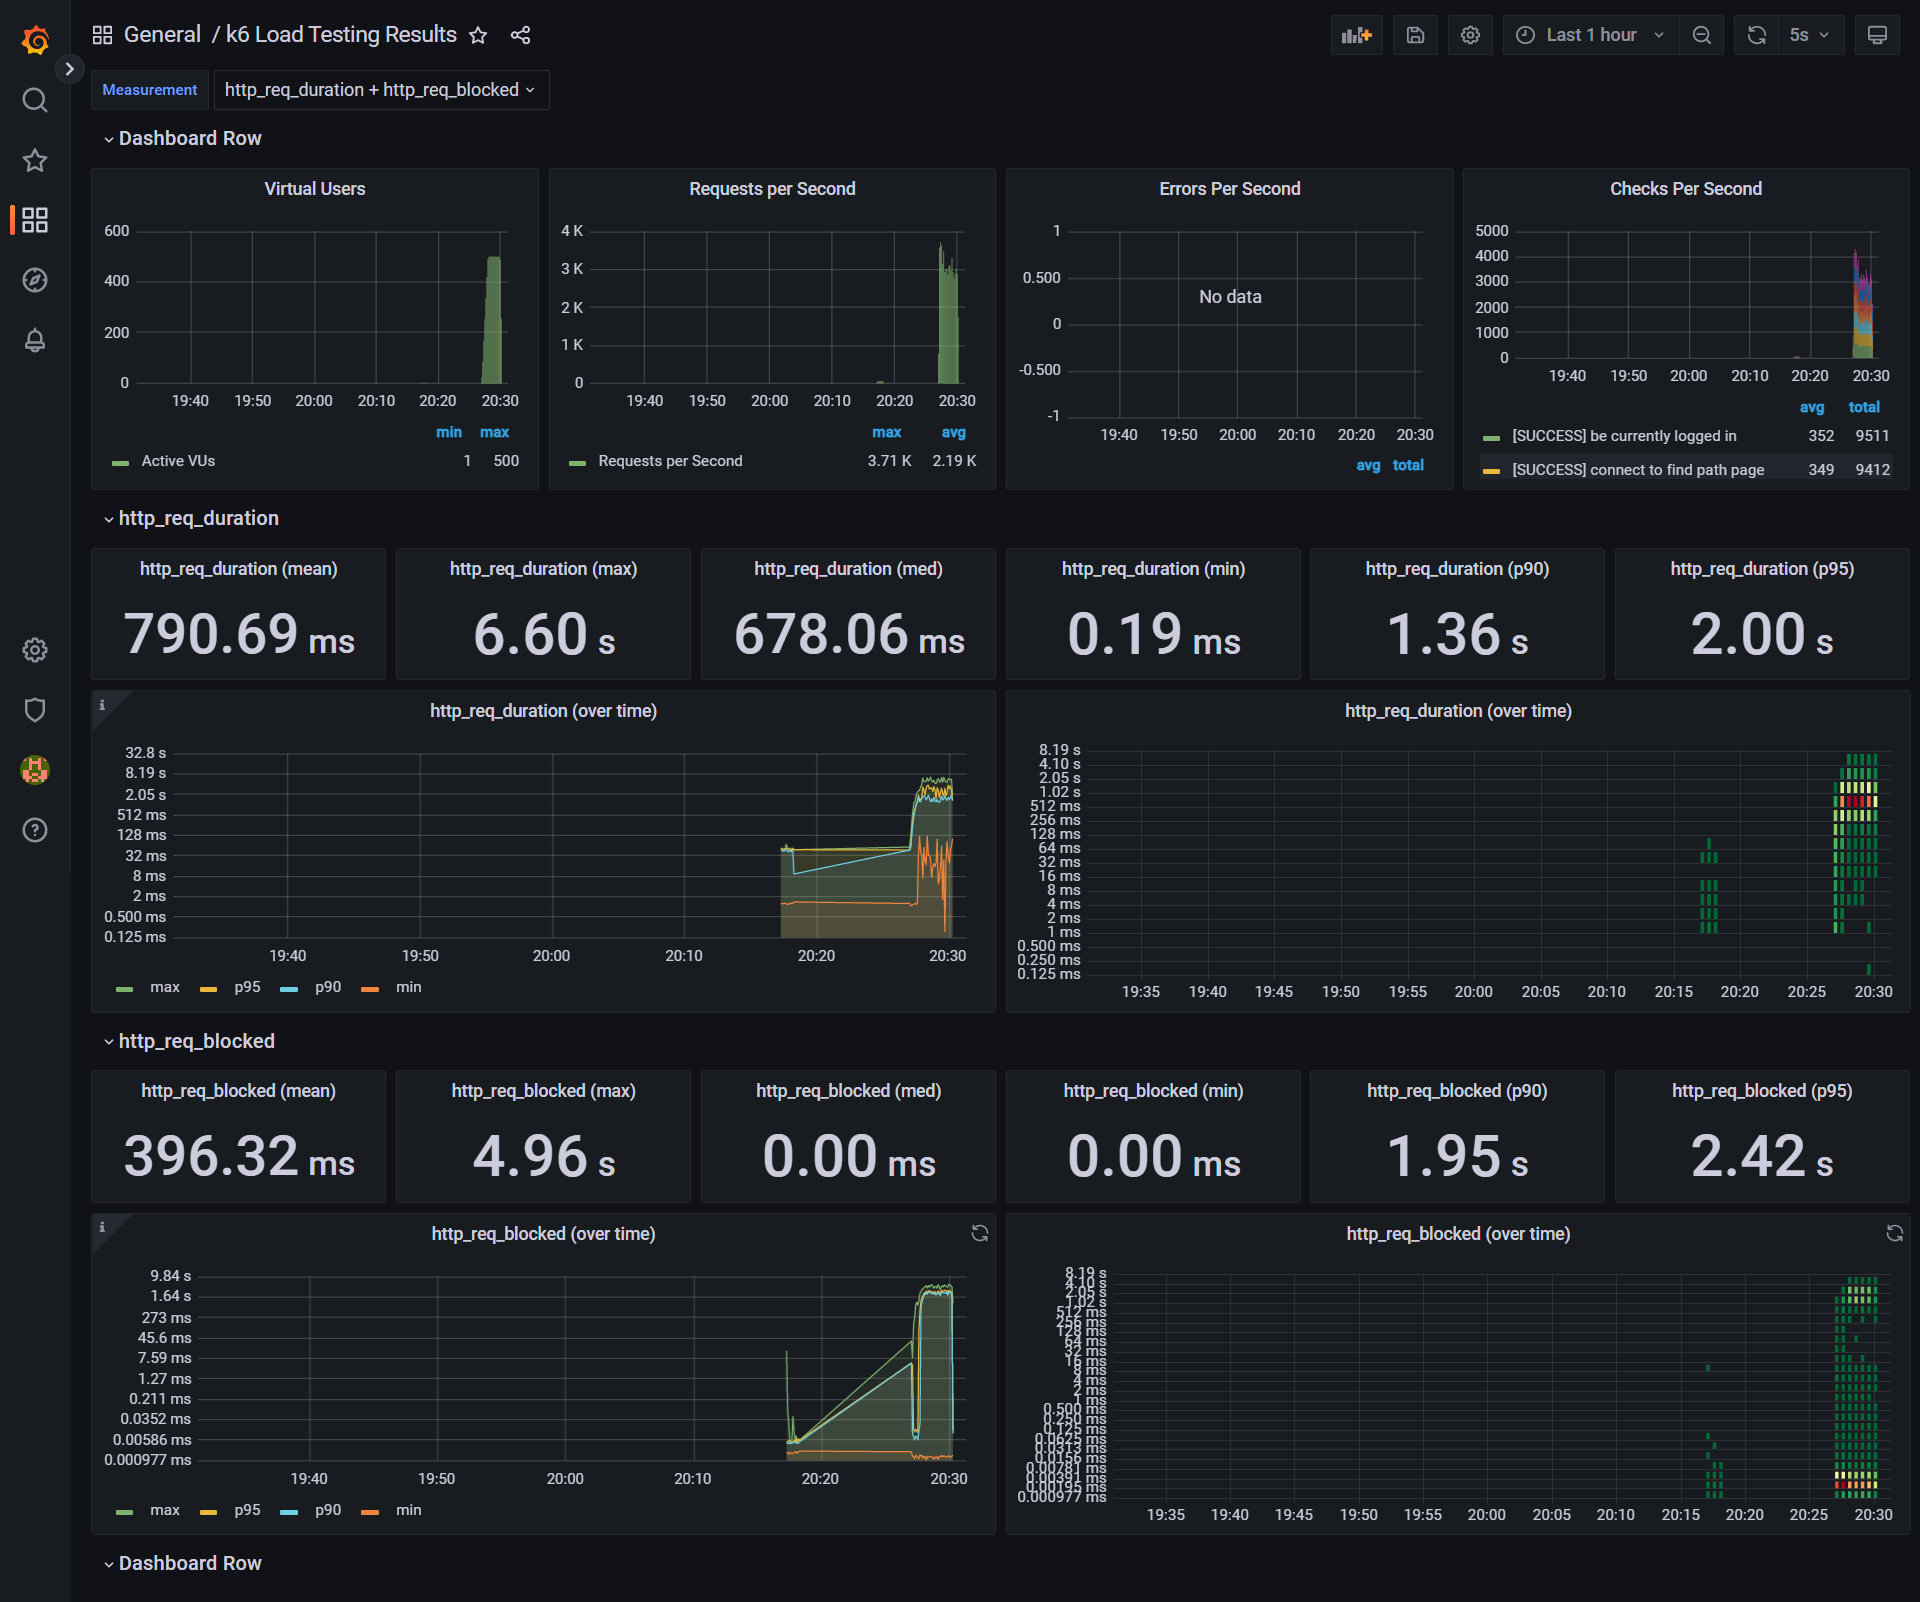 General / k6 Load Testing Results
Last 1 hour
5s
Measurement
http_req_duration + http_req_blocked
Dashboard Row
Virtual Users
600
400
200
0
19:40 19:50 20:00 20:10 20:20 20:30
min max
Active VUs 1 500
Requests per Second
4 K
3 K
2 K
1 K
0
19:40 19:50 20:00 20:10 20:20 20:30
max avg
Requests per Second 3.71 K 2.19 K
Errors Per Second
1
0.500
0
-0.500
-1
No data
19:40 19:50 20:00 20:10 20:20 20:30
avg total
Checks Per Second
5000
4000
3000
2000
1000
0
19:40 19:50 20:00 20:10 20:20 20:30
avg total
[SUCCESS] be currently logged in 352 9511
[SUCCESS] connect to find path page 349 9412
http_req_duration
http_req_duration (mean)
790.69 ms
http_req_duration (max)
6.60 s
http_req_duration (med)
678.06 ms
http_req_duration (min)
0.19 ms
http_req_duration (p90)
1.36 s
http_req_duration (p95)
2.00 s
http_req_duration (over time)
32.8 s
8.19 s
2.05 s
512 ms
128 ms
32 ms
8 ms
2 ms
0.500 ms
0.125 ms
19:40 19:50 20:00 20:10 20:20 20:30
max p95 p90 min
http_req_duration (over time)
8.19 s
4.10 s
2.05 s
1.02 s
512 ms
256 ms
128 ms
64 ms
32 ms
16 ms
8 ms
4 ms
2 ms
1 ms
0.500 ms
0.250 ms
0.125 ms
19:35 19:40 19:45 19:50 19:55 20:00 20:05 20:10 20:15 20:20 20:25 20:30
http_req_blocked
http_req_blocked (mean)
396.32 ms
http_req_blocked (max)
4.96 s
http_req_blocked (med)
0.00 ms
http_req_blocked (min)
0.00 ms
http_req_blocked (p90)
1.95 s
http_req_blocked (p95)
2.42 s
http_req_blocked (over time)
9.84 s
1.64 s
273 ms
45.6 ms
7.59 ms
1.27 ms
0.211 ms
0.0352 ms
0.00586 ms
0.000977 ms
19:40 19:50 20:00 20:10 20:20 20:30
max p95 p90 min
http_req_blocked (over time)
8.19 s
4.10 s
2.05 s
1.02 s
512 ms
256 ms
128 ms
64 ms
32 ms
16 ms
8 ms
4 ms
2 ms
1 ms
0.500 ms
0.250 ms
0.125 ms
0.0625 ms
0.0313 ms
0.0156 ms
0.00781 ms
0.00391 ms
0.00195 ms
0.000977 ms
19:35 19:40 19:45 19:50 19:55 20:00 20:05 20:10 20:15 20:20 20:25 20:30
Dashboard Row